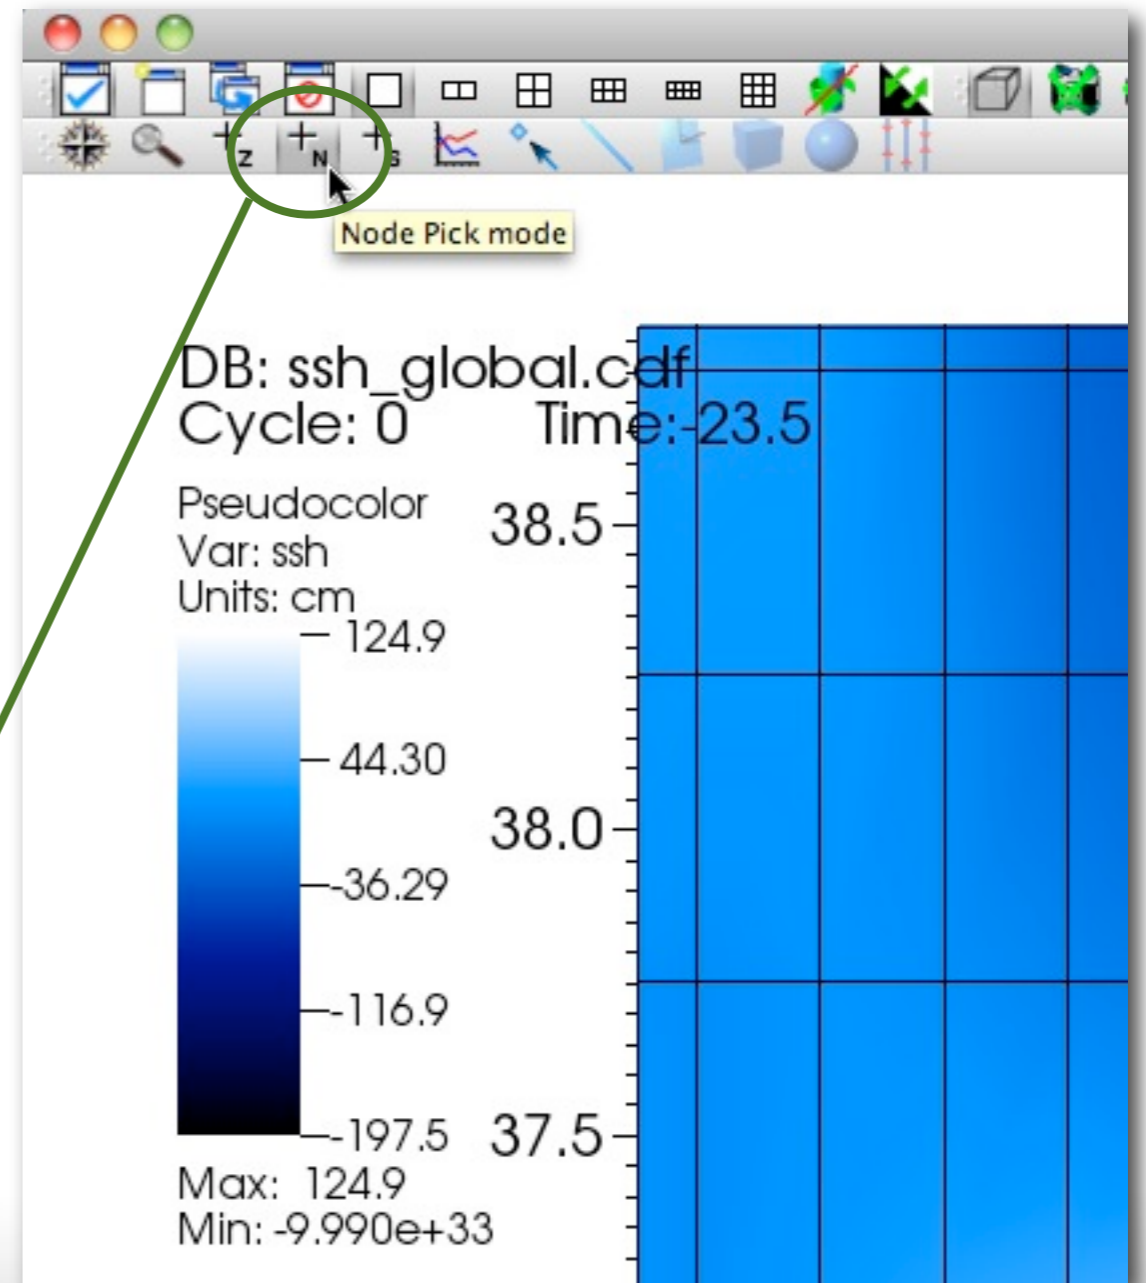 Z
N
S
Node Pick mode
DB: ssh_global.cdf
Cycle: 0 Time:-23.5
Pseudocolor
Var: ssh
Units: cm
124.9
44.30
-36.29
-116.9
-197.5
Max: 124.9
Min: -9.990e+33
38.5
38.0
37.5